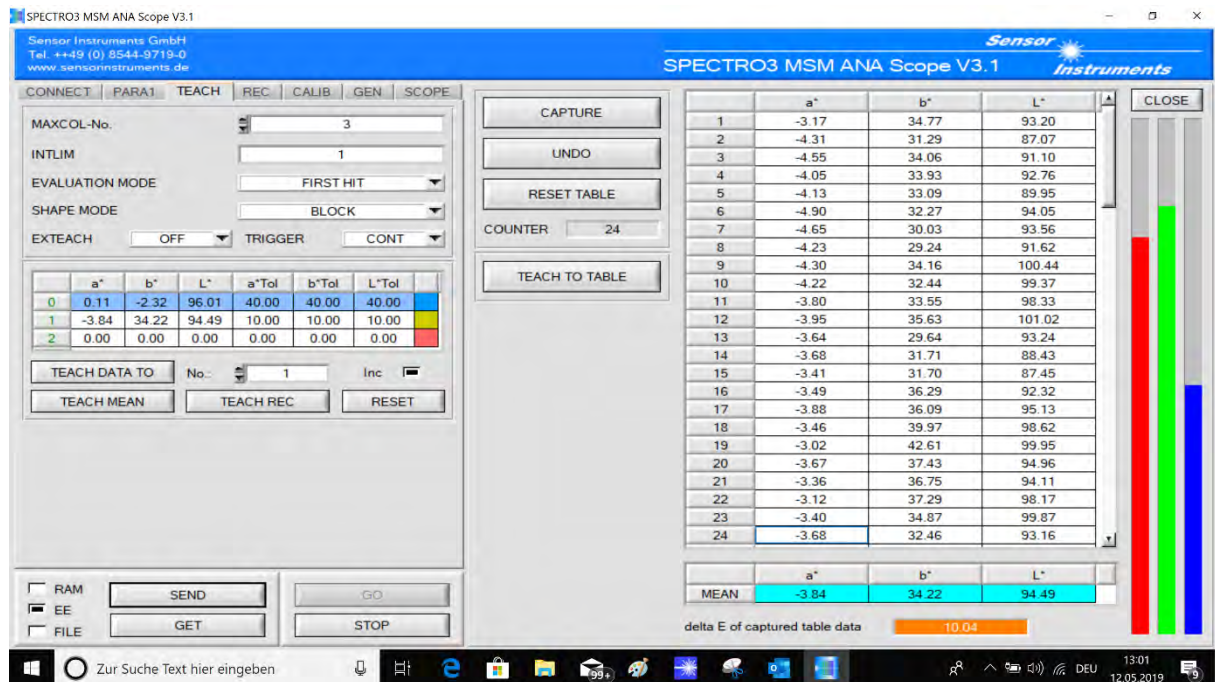 SPECTRO3 MSM ANA Scope V3.1
Sensor Instruments GmbH
Tel. ++49 (0) 8544-9719-0
www.sensorinstruments.de
Sensor
Instruments
SPECTRO3 MSM ANA Scope V3.1
CONNECT PARA1 TEACH REC CALIB GEN SCOPE
MAXCOL-No. 3
INTLIM 1
EVALUATION MODE FIRST HIT
SHAPE MODE BLOCK
EXTEACH OFF TRIGGER CONT
a* b* L* a*Tol b*Tol L*Tol
0 0.11 -2.32 96.01 40.00 40.00 40.00
1 -3.84 34.22 94.49 10.00 10.00 10.00
2 0.00 0.00 0.00 0.00 0.00 0.00
TEACH DATA TO No.: 1 Inc
TEACH MEAN TEACH REC RESET
RAM
EE
FILE
SEND GO
GET STOP
CAPTURE
UNDO
RESET TABLE
COUNTER 24
TEACH TO TABLE
a* b* L*
1 -3.17 34.77 93.20
2 -4.31 31.29 87.07
3 -4.55 34.06 91.10
4 -4.05 33.93 92.76
5 -4.13 33.09 89.95
6 -4.90 32.27 94.05
7 -4.65 30.03 93.56
8 -4.23 29.24 91.62
9 -4.30 34.16 100.44
10 -4.22 32.44 99.37
11 -3.80 33.55 98.33
12 -3.95 35.63 101.02
13 -3.64 29.64 93.24
14 -3.68 31.71 88.43
15 -3.41 31.70 87.45
16 -3.49 36.29 92.32
17 -3.88 36.09 95.13
18 -3.46 39.97 98.62
19 -3.02 42.61 99.95
20 -3.67 37.43 94.96
21 -3.36 36.75 94.11
22 -3.12 37.29 98.17
23 -3.40 34.87 99.87
24 -3.68 32.46 93.16
a* b* L*
MEAN -3.84 34.22 94.49
delta E of captured table data 10.04
CLOSE
Zur Suche Text hier eingeben
99+
DEU
13:01
12.05.2019
9